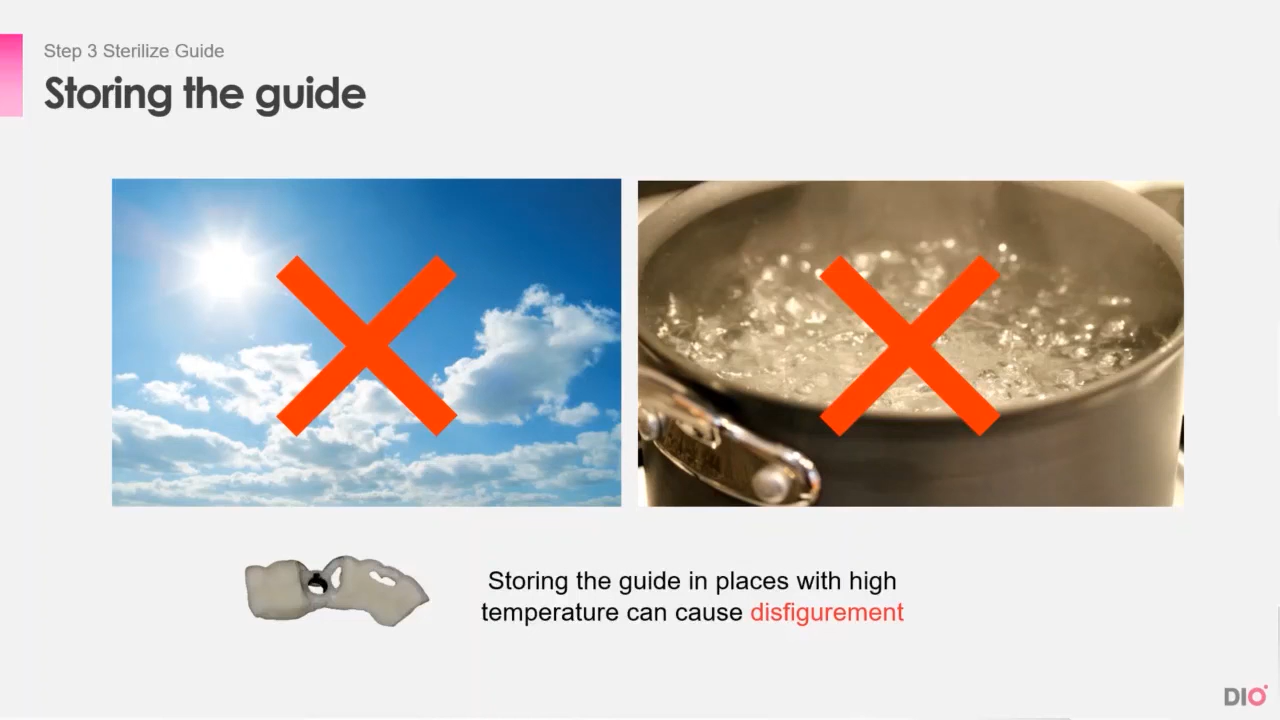 Step 3 Sterilize Guide
Storing the guide
Storing the guide in places with high
temperature can cause disfigurement
DIO